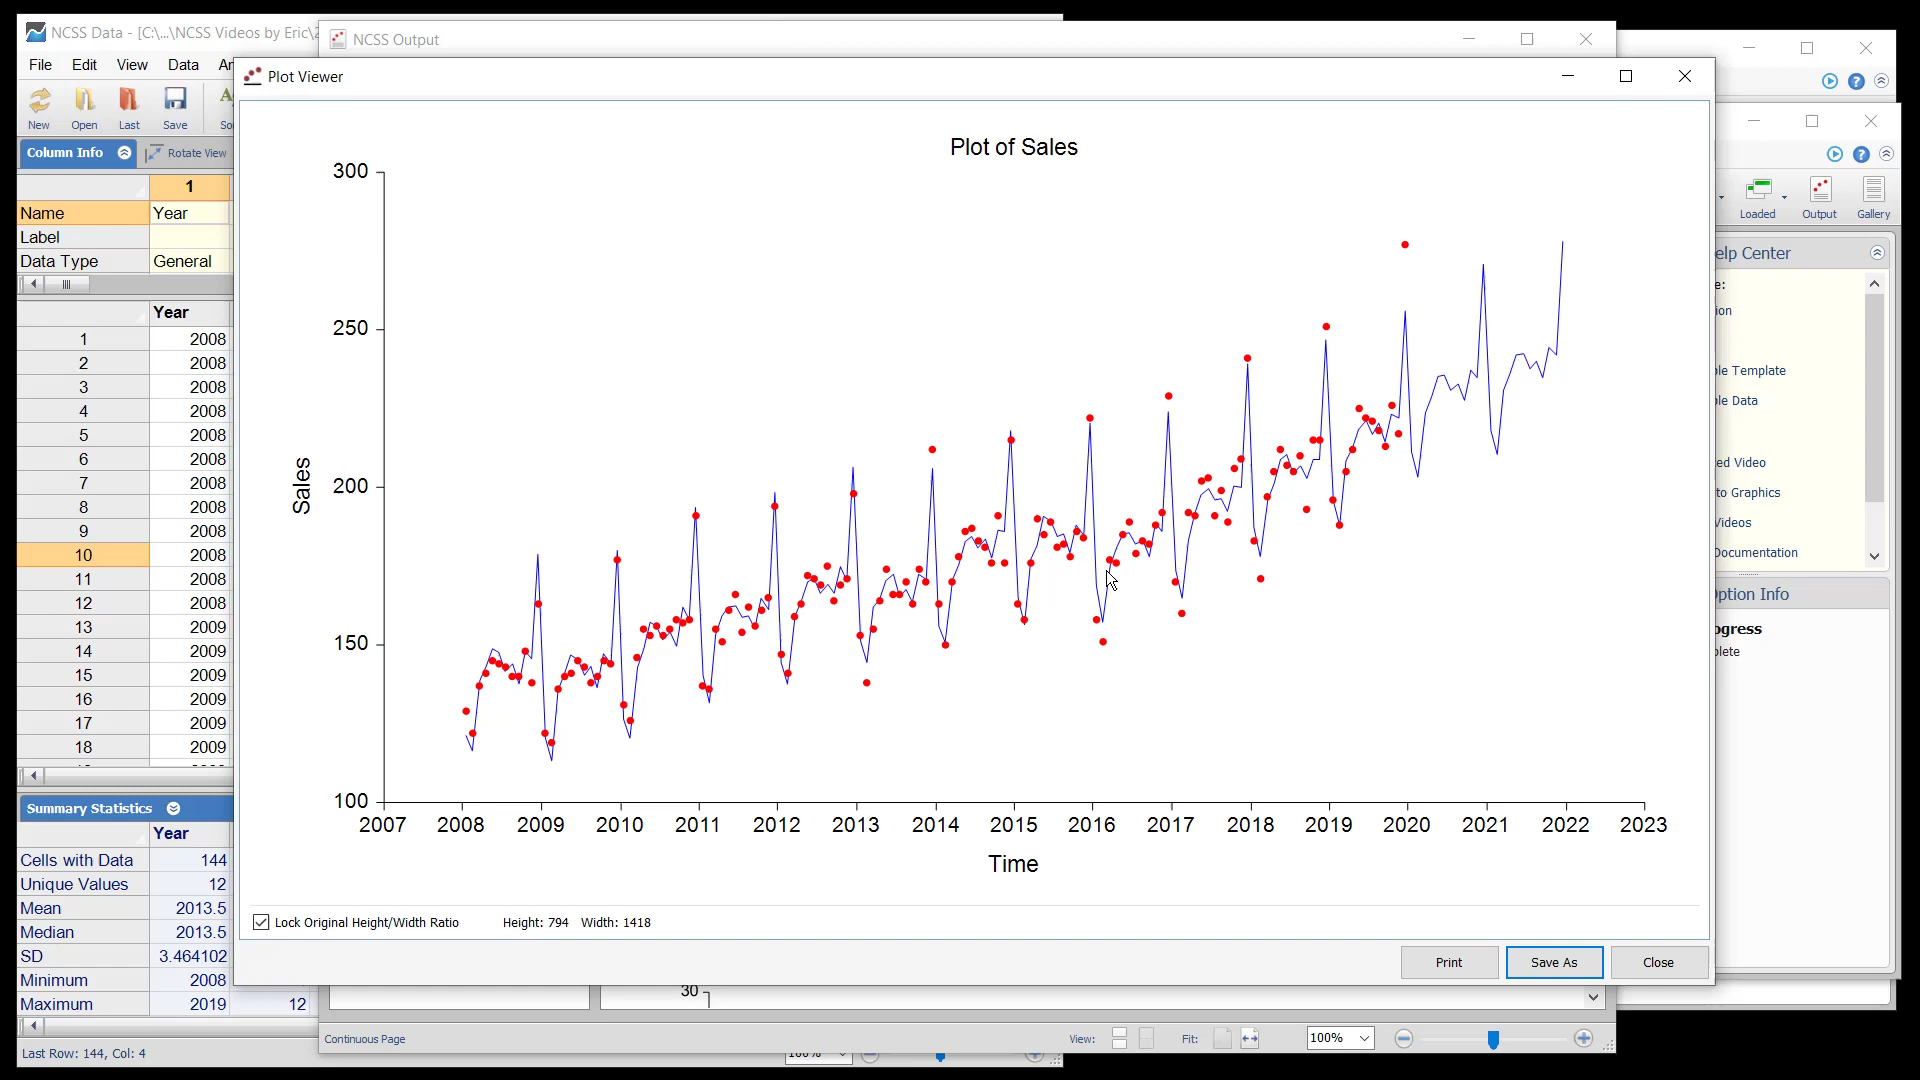 NCSS Data - [C:\...\NCSS Videos by Eric\2
NCSS Output
Plot Viewer
File Edit View Data
New Open Last Save
Column Info Rotate View
1
Name Year
Label
Data Type General
Year
1 2008
2 2008
3 2008
4 2008
5 2008
6 2008
7 2008
8 2008
9 2008
10 2008
11 2008
12 2008
13 2009
14 2009
15 2009
16 2009
17 2009
18 2009
Summary Statistics
Year
Cells with Data 144
Unique Values 12
Mean 2013.5
Median 2013.5
SD 3.464102
Minimum 2008
Maximum 2019 12
Last Row: 144, Col: 4
Plot of Sales
300
250
200
150
100
Sales
2007 2008 2009 2010 2011 2012 2013 2014 2015 2016 2017 2018 2019 2020 2021 2022 2023
Time
Lock Original Height/Width Ratio Height: 794 Width: 1418
Print Save As Close
30
Continuous Page View: Fit: 100%
100%
Loaded Output Gallery
elp Center
e:
ion
ple Template
ple Data
ed Video
to Graphics
Videos
Documentation
Option Info
ogress
plete